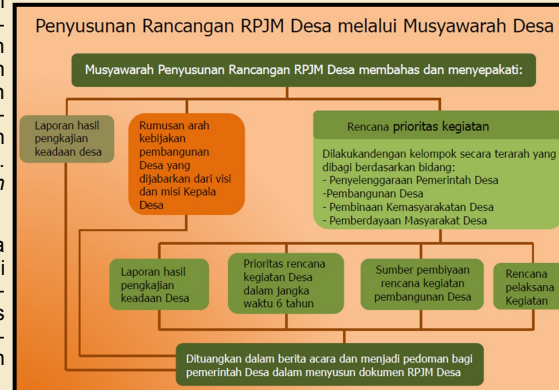 Penyusunan Rancangan RPJM Desa melalui Musyawarah Desa
Musyawarah Penyusunan Rancangan RPJM Desa membahas dan menyepakati:
Laporan hasil
pengkajian
keadaan desa
Rumusan arah
kebijakan
pembangunan
Desa yang
dijabarkan dari visi
dan misi Kepala
Desa
Rencana prioritas kegiatan
Dilakukandengan kelompok secara terarah yang
dibagi berdasarkan bidang:
- Penyelenggaraan Pemerintah Desa
-Pembangunan Desa
- Pembinaan Kemasyarakatan Desa
- Pemberdayaan Masyarakat Desa
Laporan hasil
pengkajian
keadaan Desa
Prioritas rencana
kegiatan Desa
dalam jangka
waktu 6 tahun
Sumber pembiyaan
rencana kegiatan
pembangunan Desa
Rencana
pelaksana
Kegiatan
Dituangkan dalam berita acara dan menjadi pedoman bagi
pemerintah Desa dalam menyusun dokumen RPJM Desa